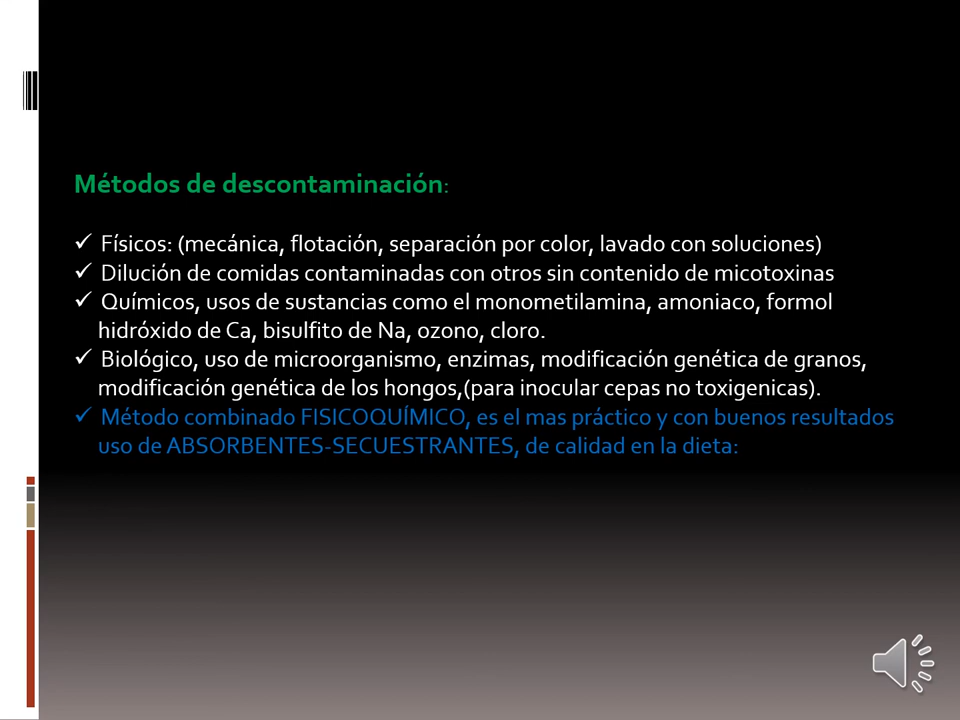 Métodos de descontaminación:
✓ Físicos: (mecánica, flotación, separación por color, lavado con soluciones)
✓ Dilución de comidas contaminadas con otros sin contenido de micotoxinas
✓ Químicos, usos de sustancias como el monometilamina, amoniaco, formol
hidróxido de Ca, bisulfito de Na, ozono, cloro.
✓ Biológico, uso de microorganismo, enzimas, modificación genética de granos,
modificación genética de los hongos,(para inocular cepas no toxigenicas).
✓ Método combinado FISICOQUÍMICO, es el mas práctico y con buenos resultados
uso de ABSORBENTES-SECUESTRANTES, de calidad en la dieta: